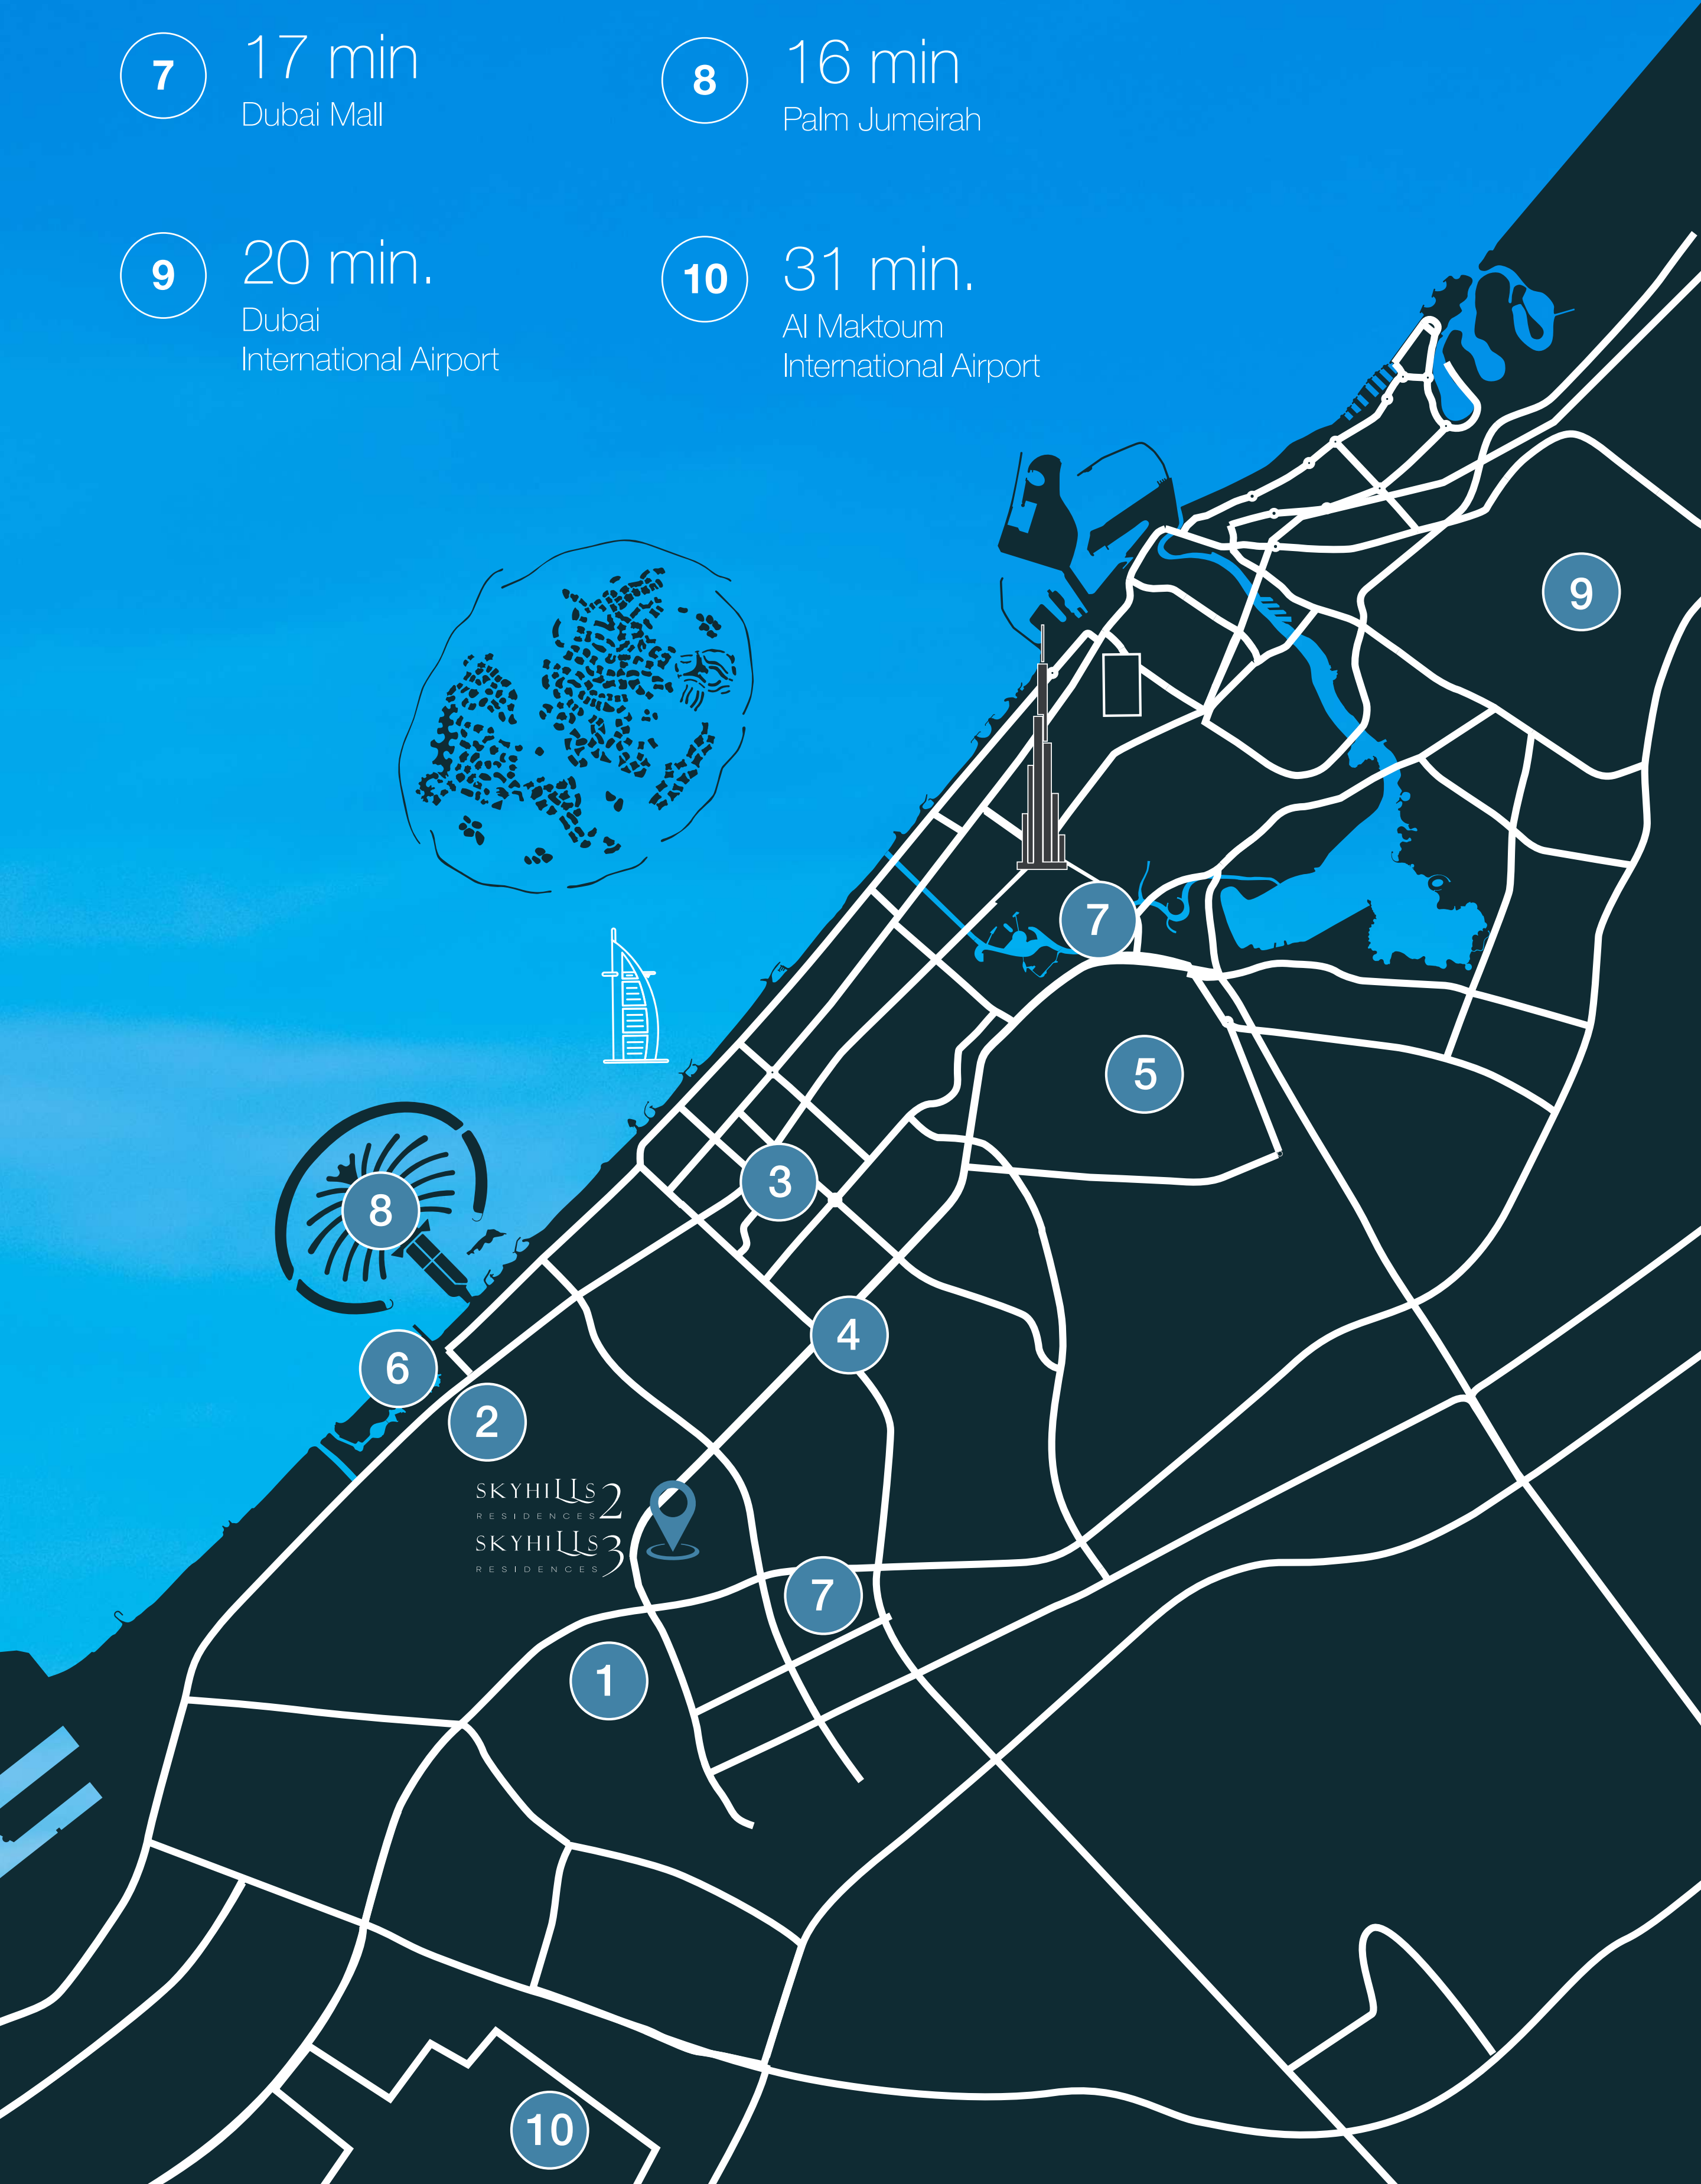 7
17 min
Dubai Mall
8
16 min
Palm Jumeirah
9
20 min.
Dubai
International Airport
10
31 min.
Al Maktoum
International Airport
9
7
5
3
8
4
6
2
SKYHILLS 2
RESIDENCES
SKYHILLS 3
RESIDENCES
7
1
10